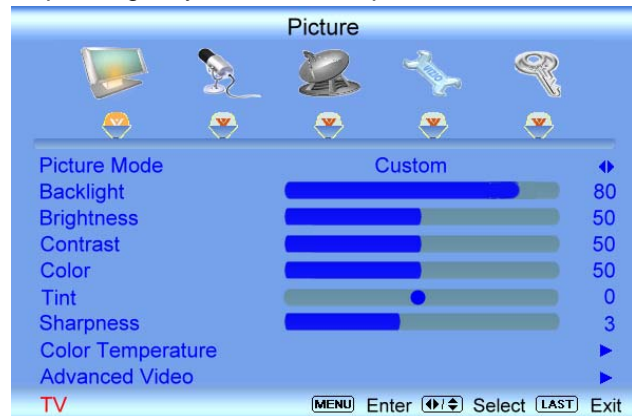 Picture
VIZIO
Picture Mode Custom
Backlight 80
Brightness 50
Contrast 50
Color 50
Tint 0
Sharpness 3
Color Temperature
Advanced Video
TV MENU Enter Select LAST Exit